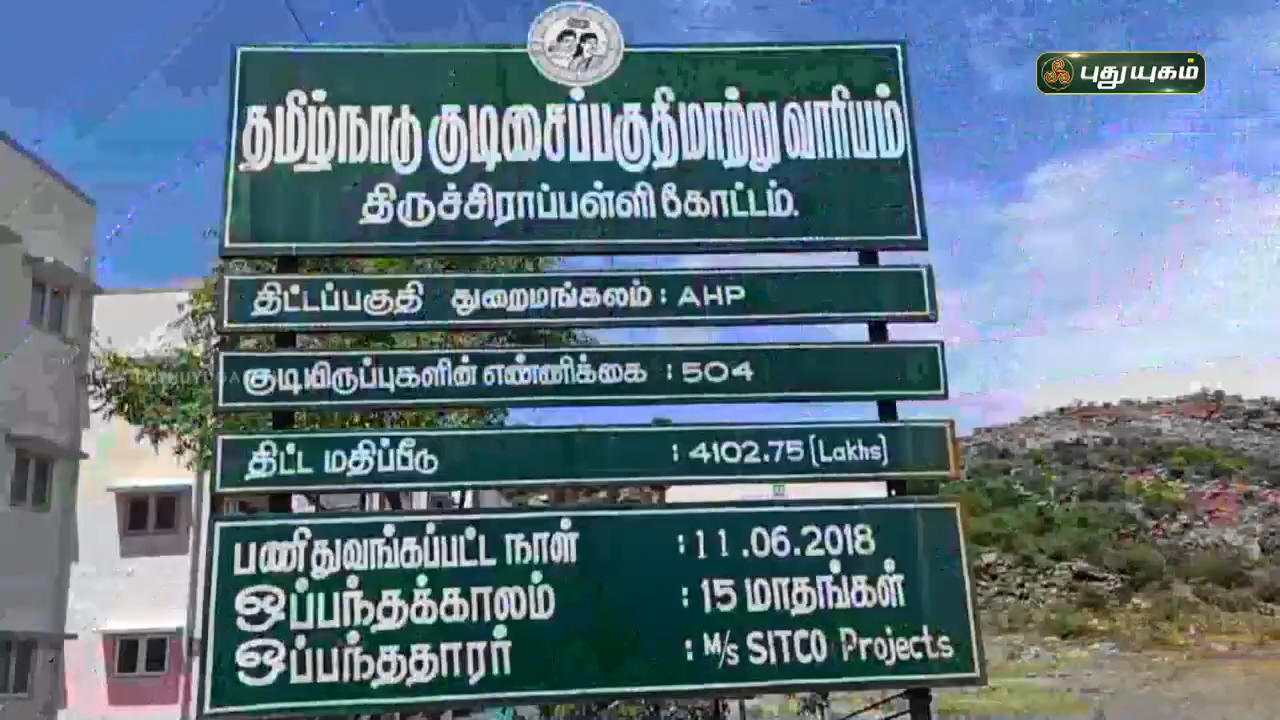 புதுயுகம்
தமிழ்நாடு குடிசைப்பகுதிமாற்று வாரியம்
திருச்சிராப்பள்ளி கோட்டம்.
திட்டப்பகுதி துறைமங்கலம் : AHP
குடியிருப்புகளின் எண்ணிக்கை : 504
திட்ட மதிப்பீடு : 4102.75 (Lakhs)
பணிதுவங்கப்பட்ட நாள் : 11.06.2018
ஒப்பந்தக்காலம் : 15 மாதங்கள்
ஒப்பந்ததாரர் : M/s SITCO Projects